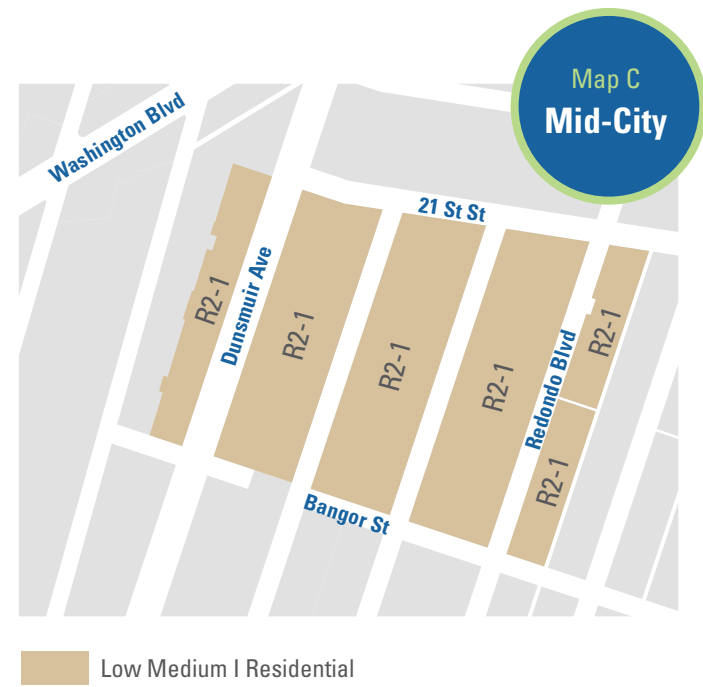 Map C
Mid-City
Washington Blvd
21 St St
Dunsmuir Ave
R2-1
R2-1
R2-1
R2-1
R2-1
Redondo Blvd
R2-1
Bangor St
Low Medium I Residential